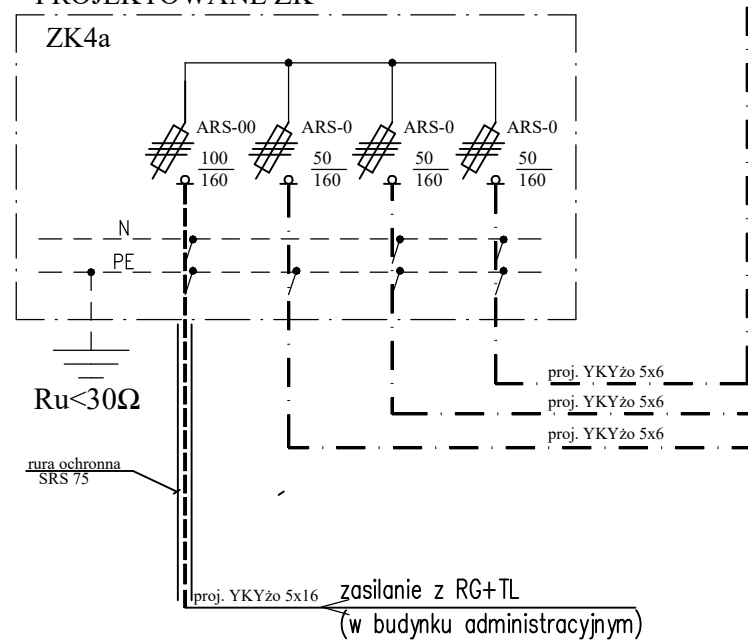 PROJEKTOWANE ZK
ZK4a
ARS-00 ARS-0 ARS-0 ARS-0
100 50 50 50
160 160 160 160
N
PE
Ru<30Ω
proj. YKYżo 5x6
proj. YKYżo 5x6
proj. YKYżo 5x6
rura ochronna
SRS 75
proj. YKYżo 5x16
zasilanie z RG+TL
(w budynku administracyjnym)